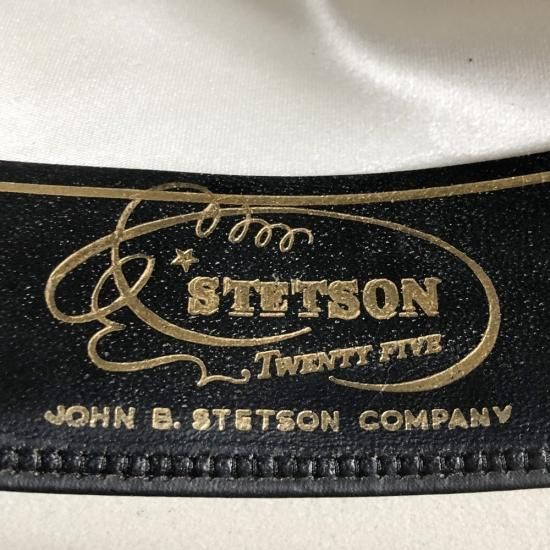 STETSON
TWENTY FIVE
JOHN B. STETSON COMPANY